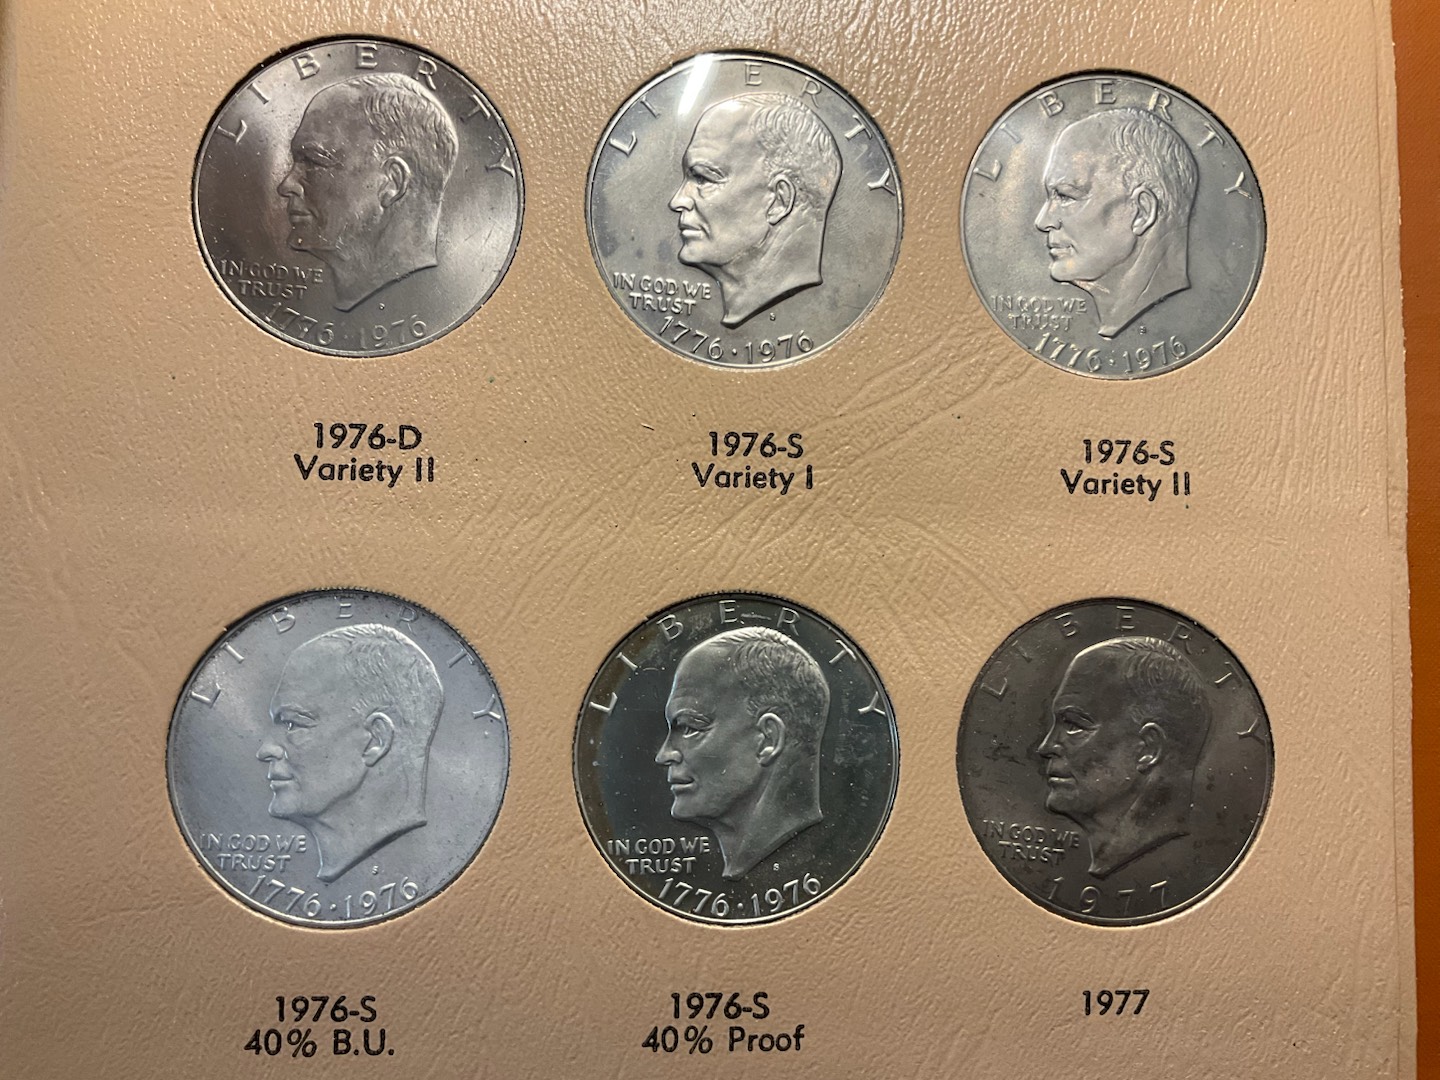 LIBERTY
IN GOD WE
TRUST
D
1776 · 1976
LI ERTY
IN GOD WE
TRUST
S
1776 · 1976
LIBERTY
IN GOD WE
TRUST
S
1776 · 1976
1976-D
Variety II
1976-S
Variety I
1976-S
Variety II
LIBERTY
IN GOD WE
TRUST
S
1776 · 1976
LIBERTY
IN GOD WE
TRUST
S
1776 · 1976
LIBERTY
IN GOD WE
TRUST
1977
1976-S
40% B.U.
1976-S
40% Proof
1977